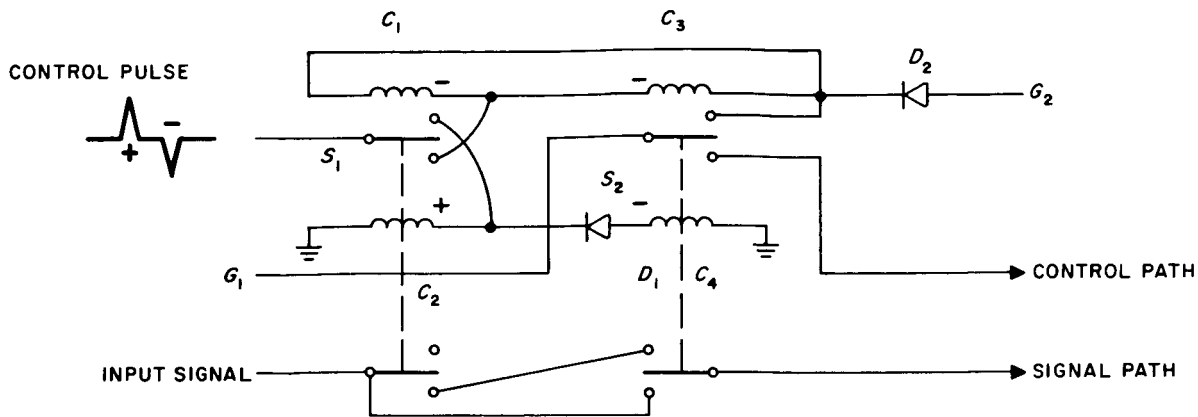 C1 C3
CONTROL PULSE
D2
- -
G2
-
+
S1
S2
+ -
G1
C2
D1 C4
CONTROL PATH
INPUT SIGNAL
SIGNAL PATH